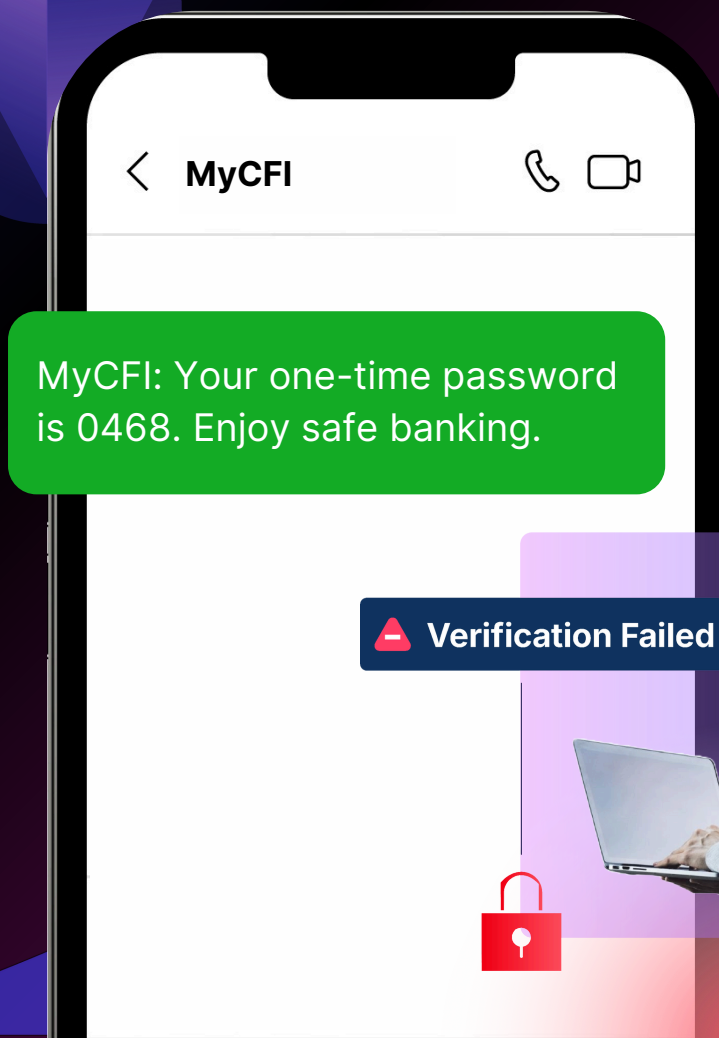 MyCFI
MyCFI: Your one-time password
is 0468. Enjoy safe banking.
Verification Failed